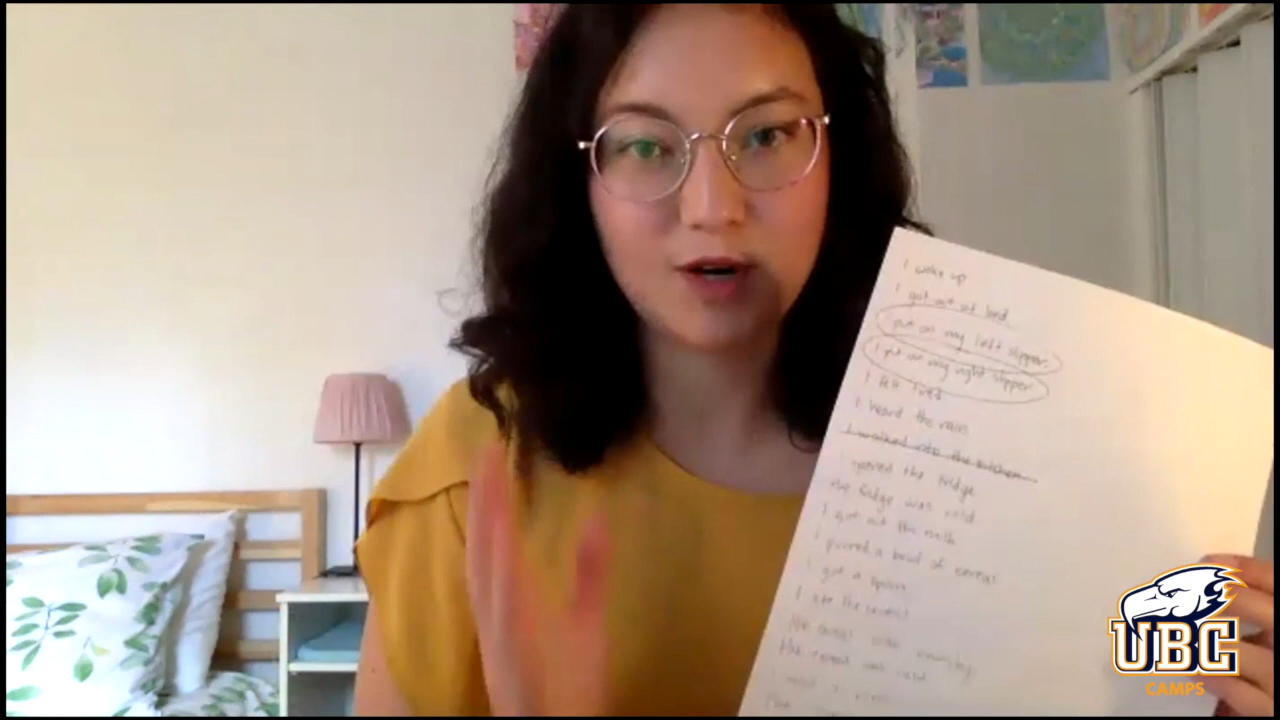 I woke up
I got out of bed
I put on my left slipper.
I put on my right slipper
I felt tired
I heard the rain
I walked into the kitchen
I opened the fridge
The fridge was cold
I got out the milk
I poured a bowl of cereal
I got a spoon
I ate the cereal
The cereal was crunchy
The cereal was cold
I
UBC
CAMPS